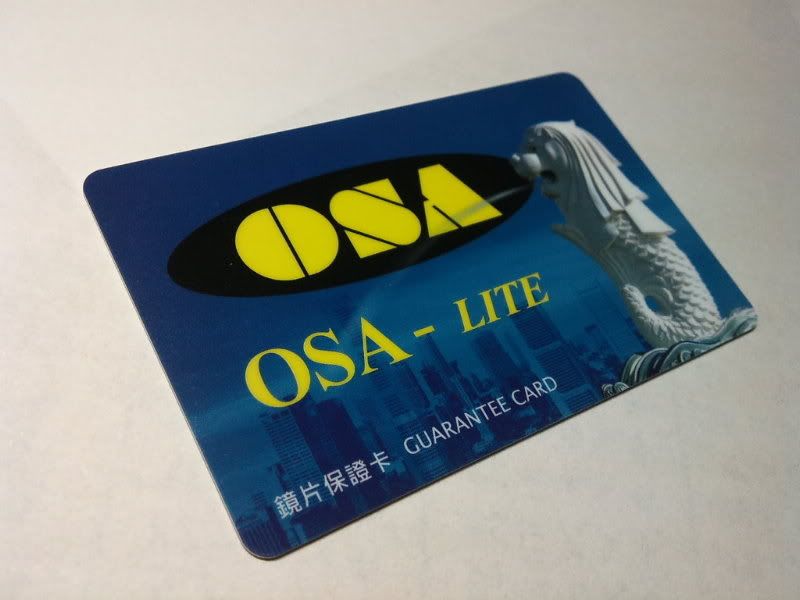 OSA
OSA - LITE
鏡片保證卡 GUARANTEE CARD